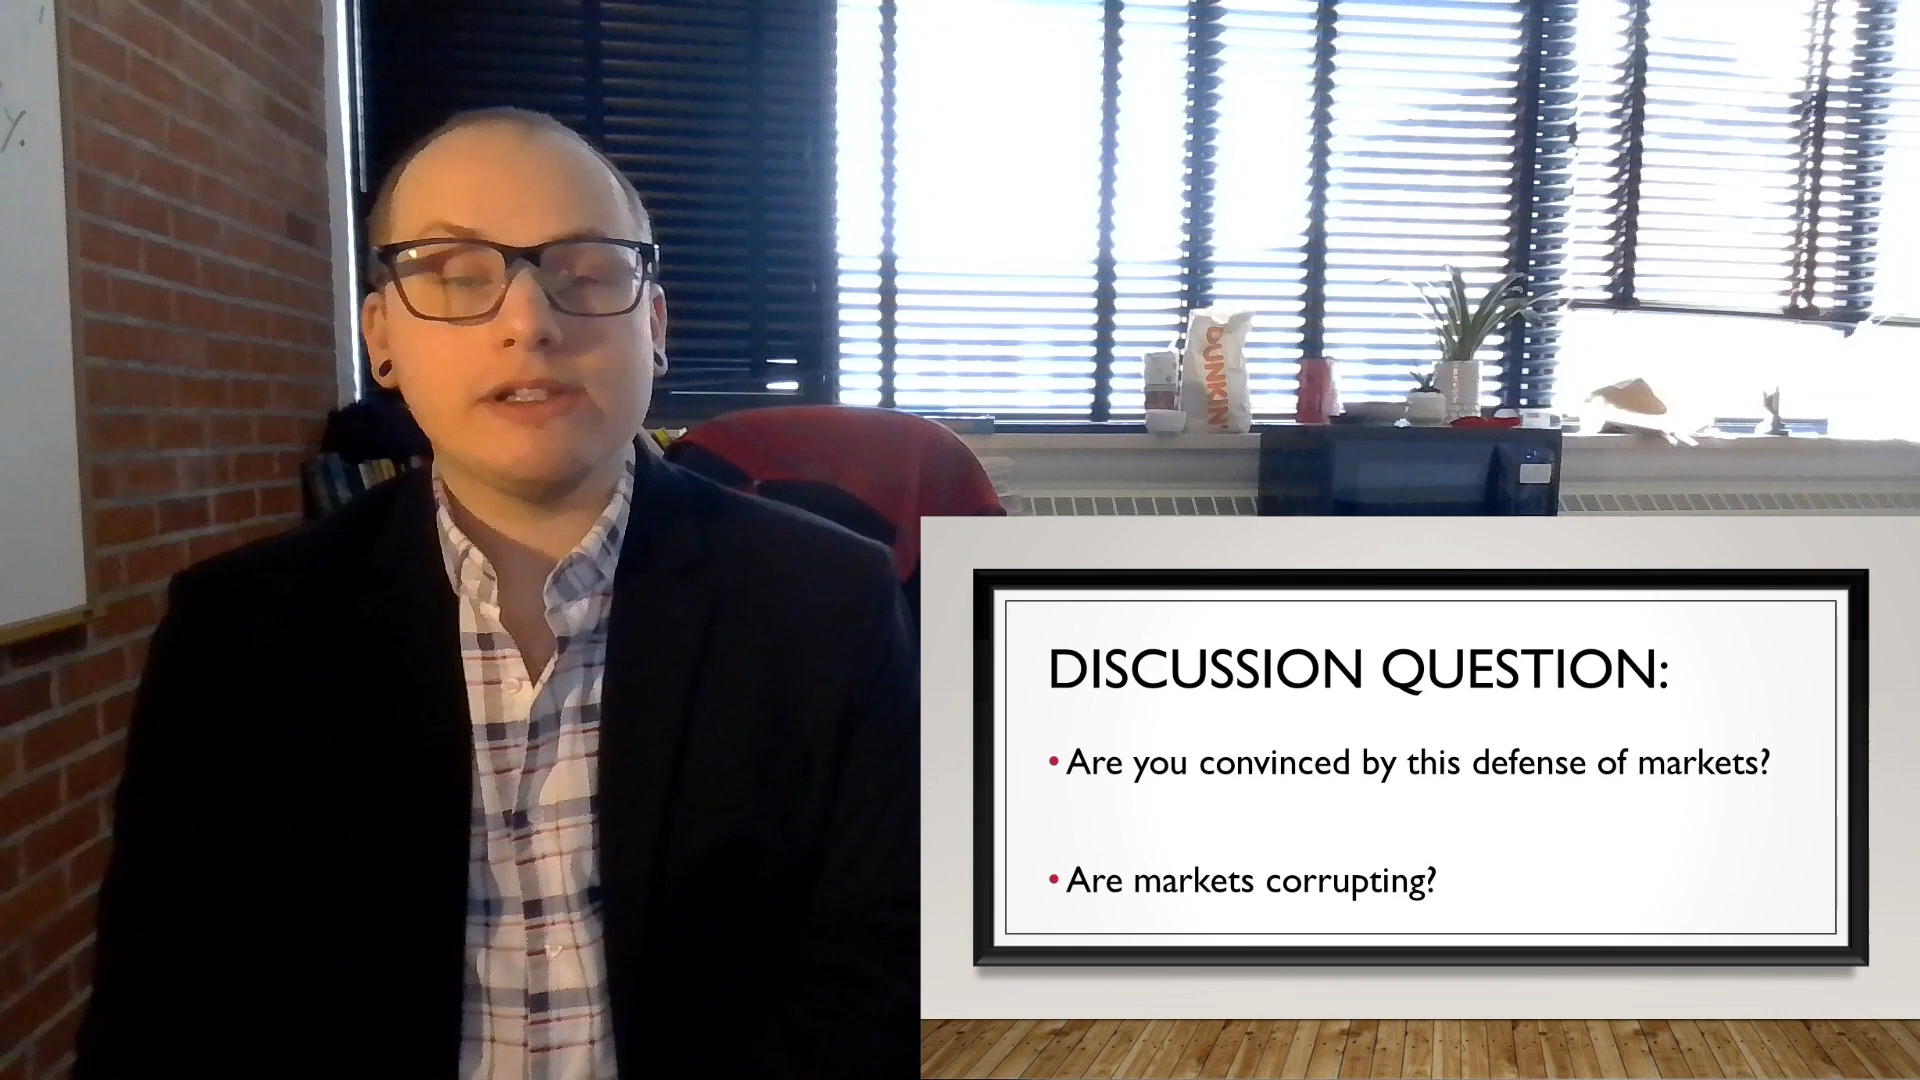 y.
DUNKIN'
DISCUSSION QUESTION:
• Are you convinced by this defense of markets?
• Are markets corrupting?